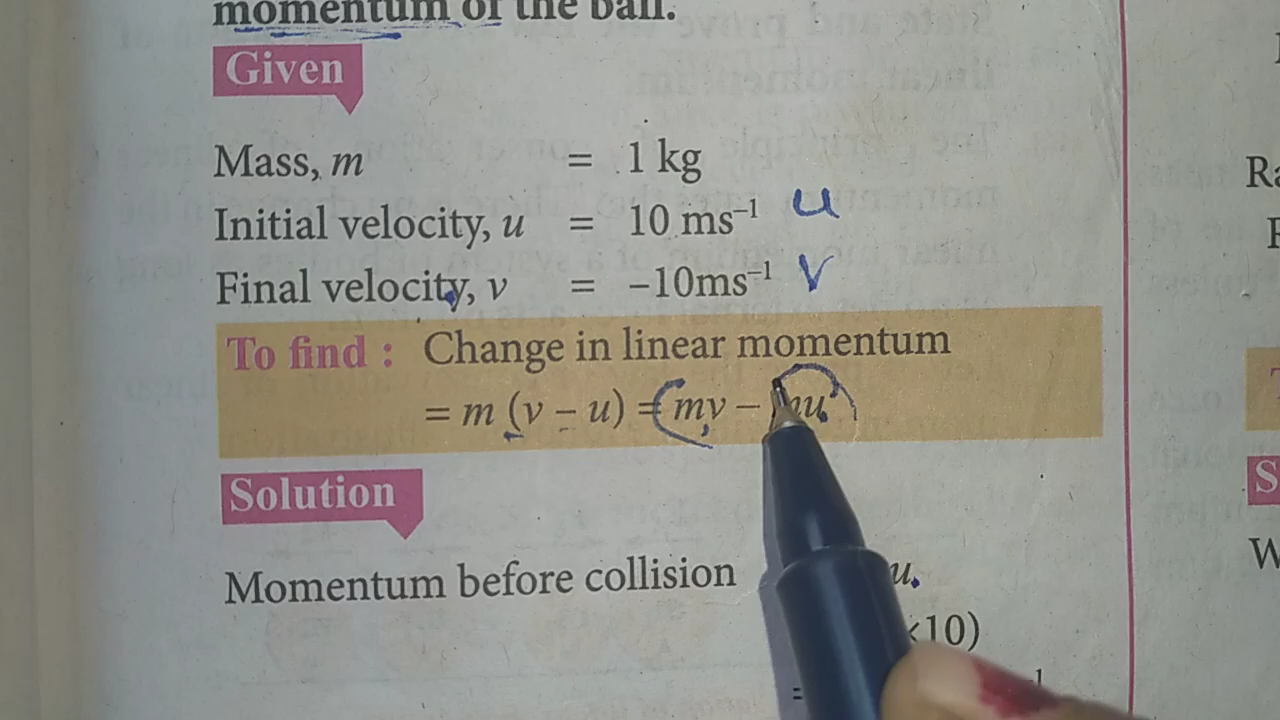 momentum of the ball.
Given
Mass, m = 1 kg
Initial velocity, u = 10 ms⁻¹ u
Final velocity, v = −10ms⁻¹ v
To find : Change in linear momentum
= m (v − u) = mv − mu
Solution
Momentum before collision u
×10)
=